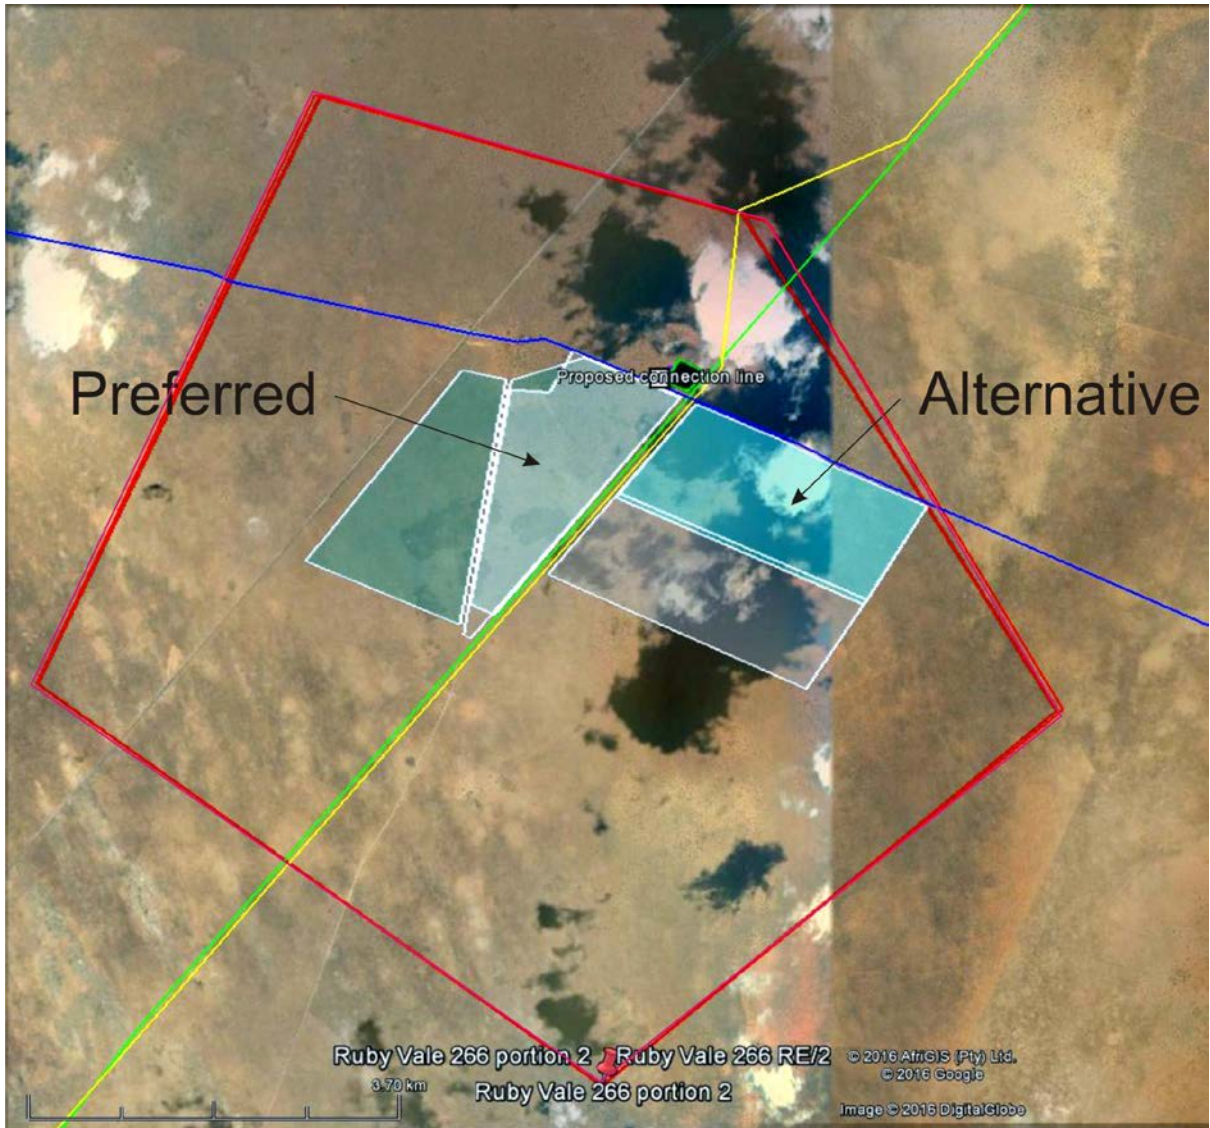 Proposed connection line
Preferred
Alternative
Ruby Vale 266 portion 2
Ruby Vale 266 RE/2
Ruby Vale 266 portion 2
3.70 km
© 2016 AfriGIS (Pty) Ltd.
© 2016 Google
Image © 2016 DigitalGlobe